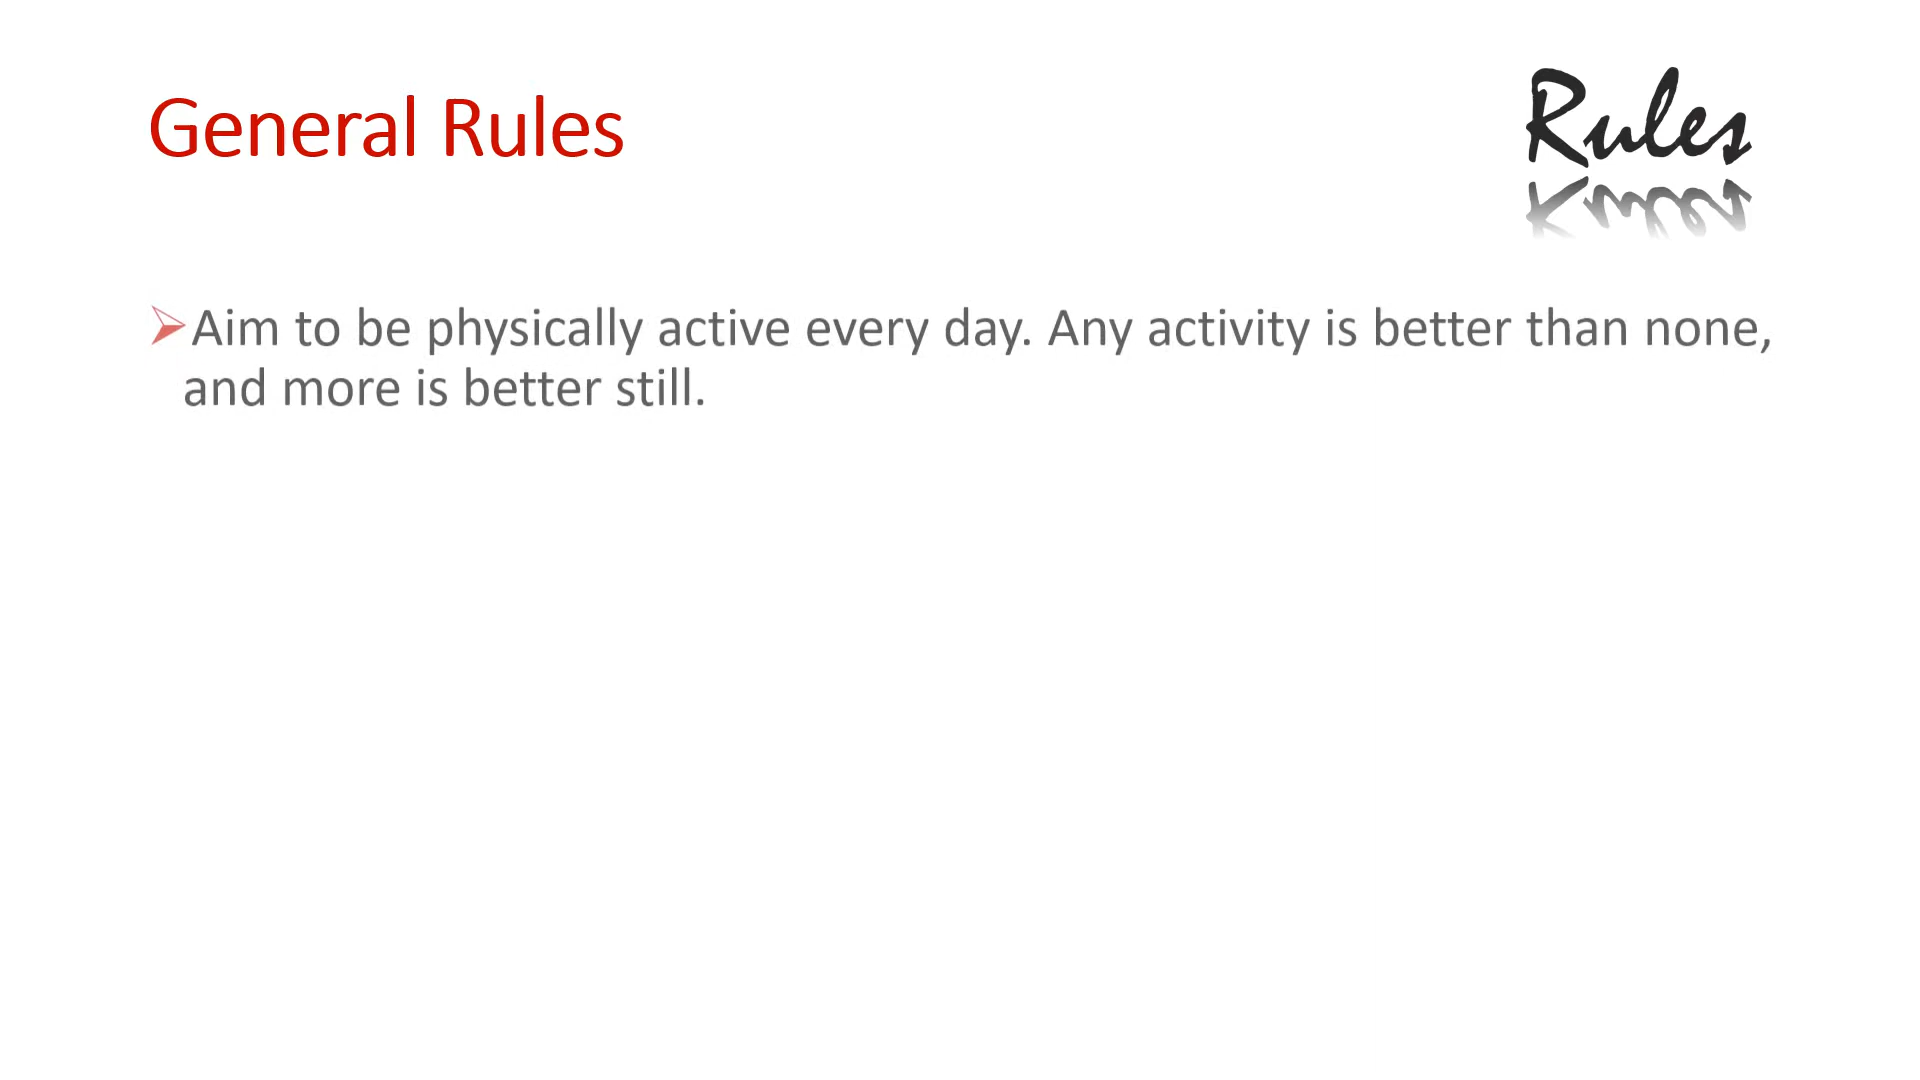 General Rules
Rules
Aim to be physically active every day. Any activity is better than none,
and more is better still.